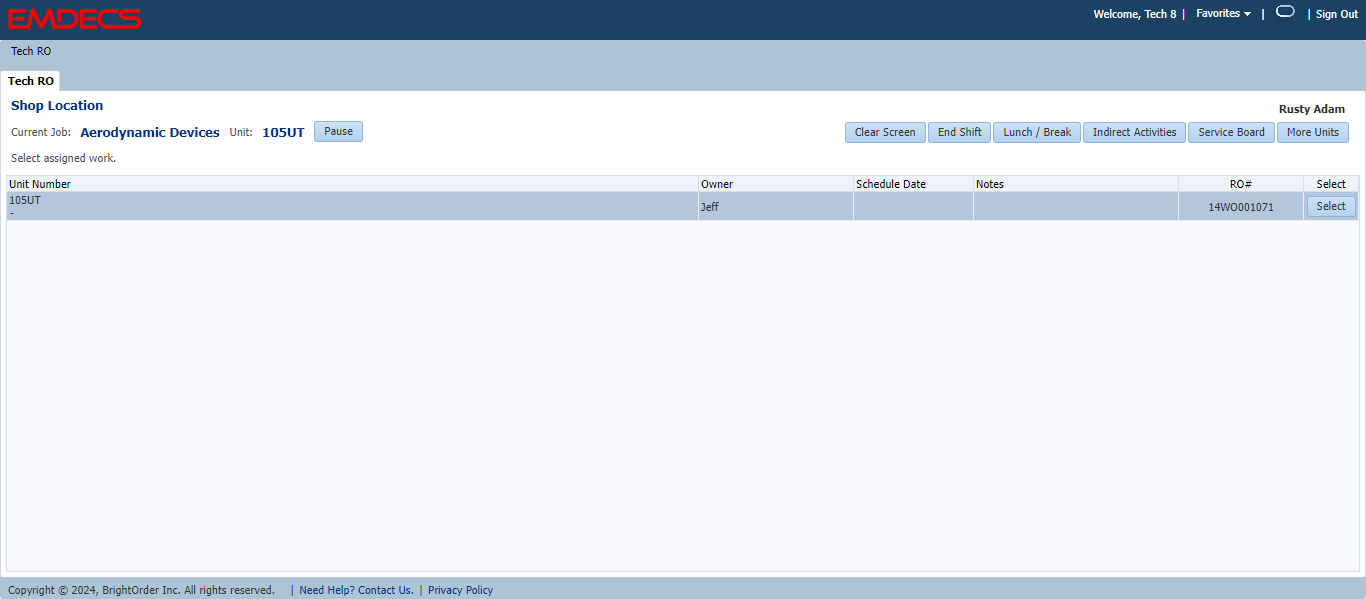 EMDECS
Welcome, Tech 8 | Favorites | | Sign Out
Tech RO
Tech RO
Shop Location
Rusty Adam
Current Job: Aerodynamic Devices Unit: 105UT Pause
Clear Screen End Shift Lunch / Break Indirect Activities Service Board More Units
Select assigned work.
Unit Number Owner Schedule Date Notes RO# Select
105UT
-
Jeff 14WO001071 Select
Copyright © 2024, BrightOrder Inc. All rights reserved. | Need Help? Contact Us. | Privacy Policy